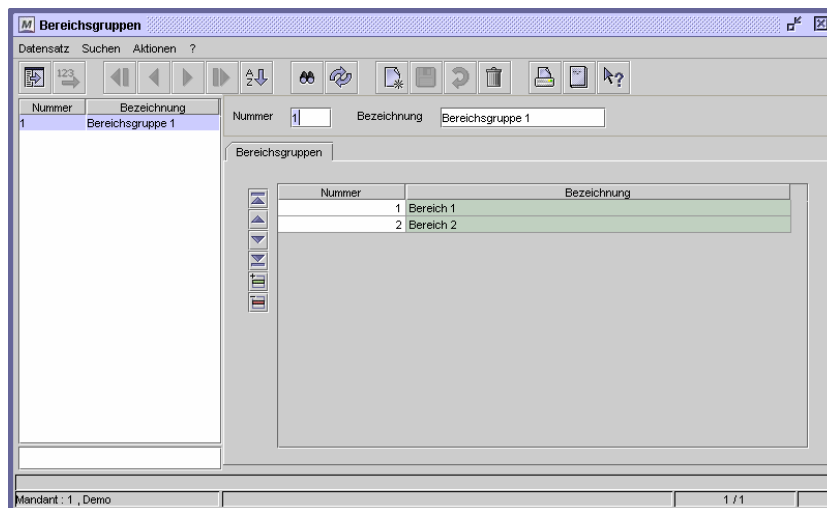 M Bereichsgruppen
Datensatz Suchen Aktionen ?
123
A Z
?
Nummer Bezeichnung
1 Bereichsgruppe 1
Nummer 1 Bezeichnung Bereichsgruppe 1
Bereichsgruppen
Nummer Bezeichnung
1 Bereich 1
2 Bereich 2
Mandant : 1 , Demo
1 / 1